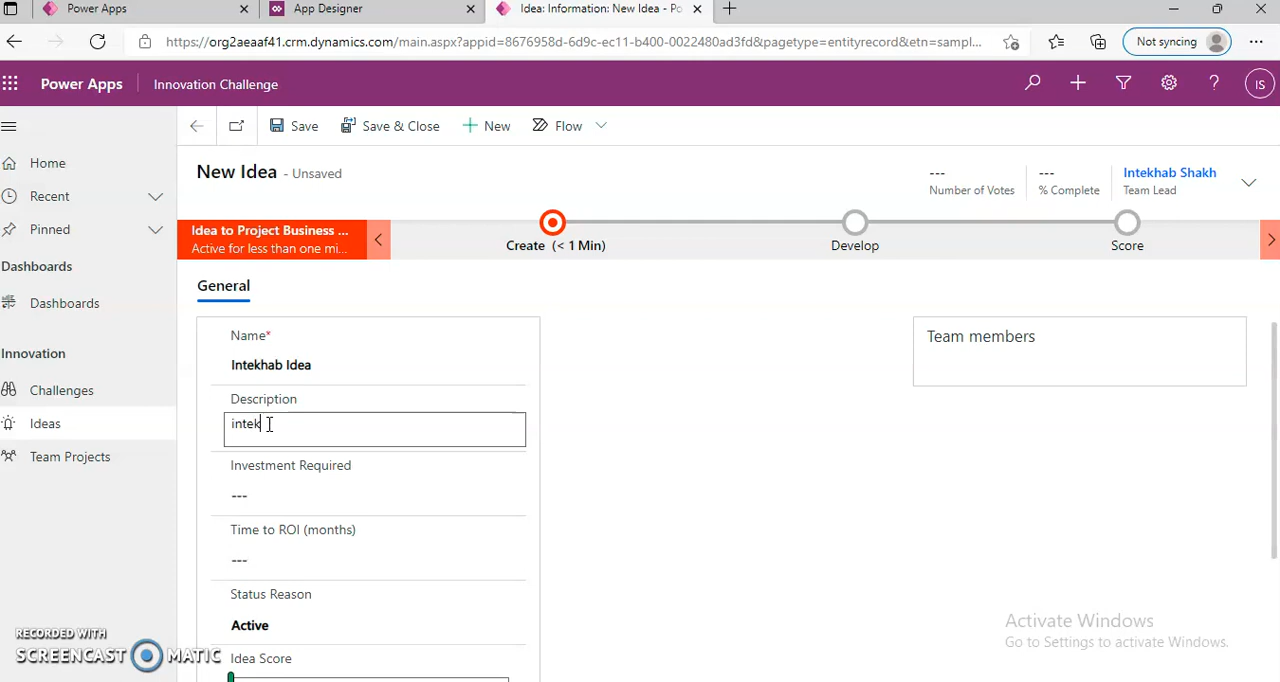 Power Apps
App Designer
Idea: Information: New Idea - Po
https://org2aeaaf41.crm.dynamics.com/main.aspx?appid=8676958d-6d9c-ec11-b400-0022480ad3fd&pagetype=entityrecord&etn=sampl...
Not syncing
Power Apps
Innovation Challenge
IS
Save
Save & Close
New
Flow
Home
Recent
Pinned
Dashboards
Dashboards
Innovation
Challenges
Ideas
Team Projects
New Idea - Unsaved
---
Number of Votes
---
% Complete
Intekhab Shakh
Team Lead
Idea to Project Business ...
Active for less than one mi...
Create (< 1 Min)
Develop
Score
General
Name*
Intekhab Idea
Description
intek
Investment Required
---
Time to ROI (months)
---
Status Reason
Active
Idea Score
Team members
Activate Windows
Go to Settings to activate Windows.
RECORDED WITH
SCREENCAST MATIC